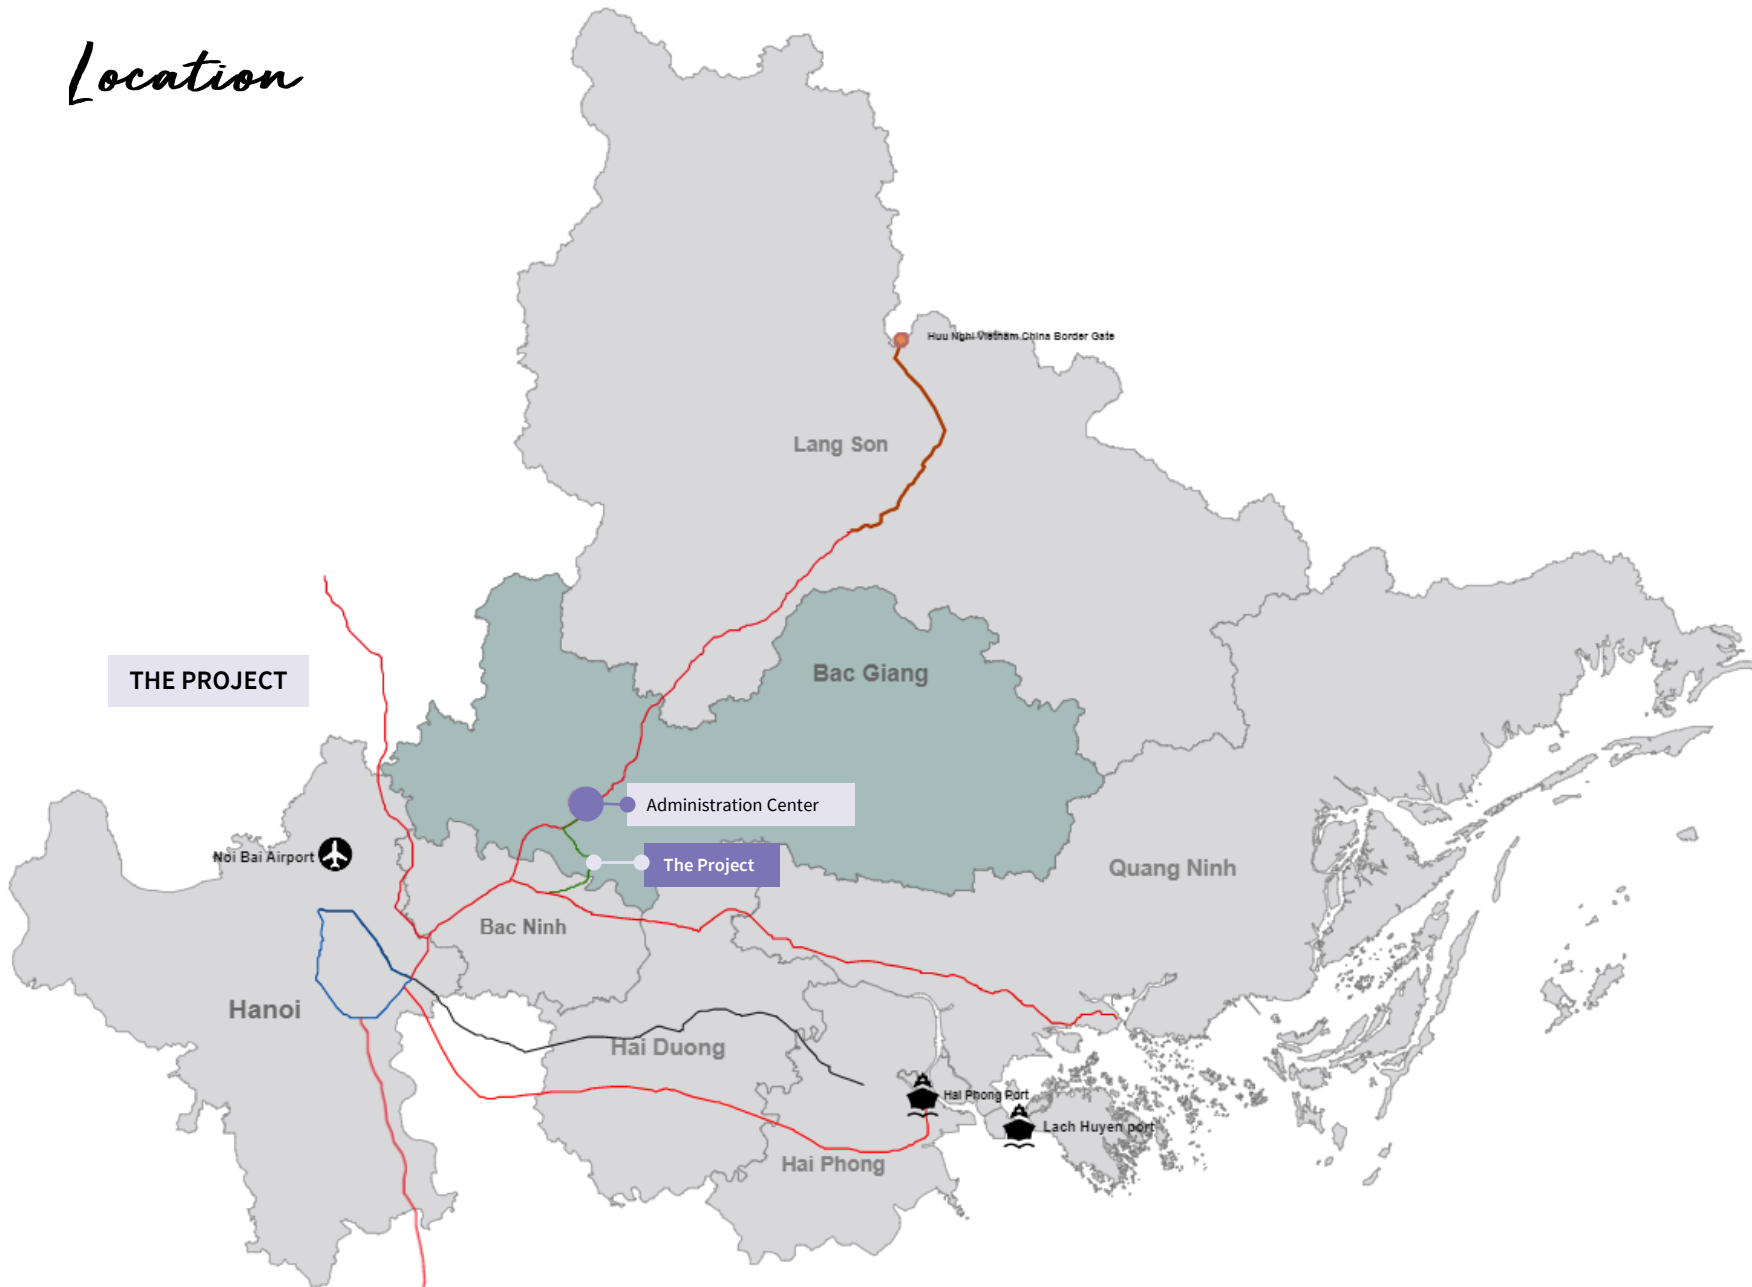 Location
Huu Nghi Vietnam China Border Gate
Lang Son
THE PROJECT
Bac Giang
Administration Center
Noi Bai Airport
The Project
Quang Ninh
Bac Ninh
Hanoi
Hai Duong
Hai Phong Port
Lach Huyen port
Hai Phong